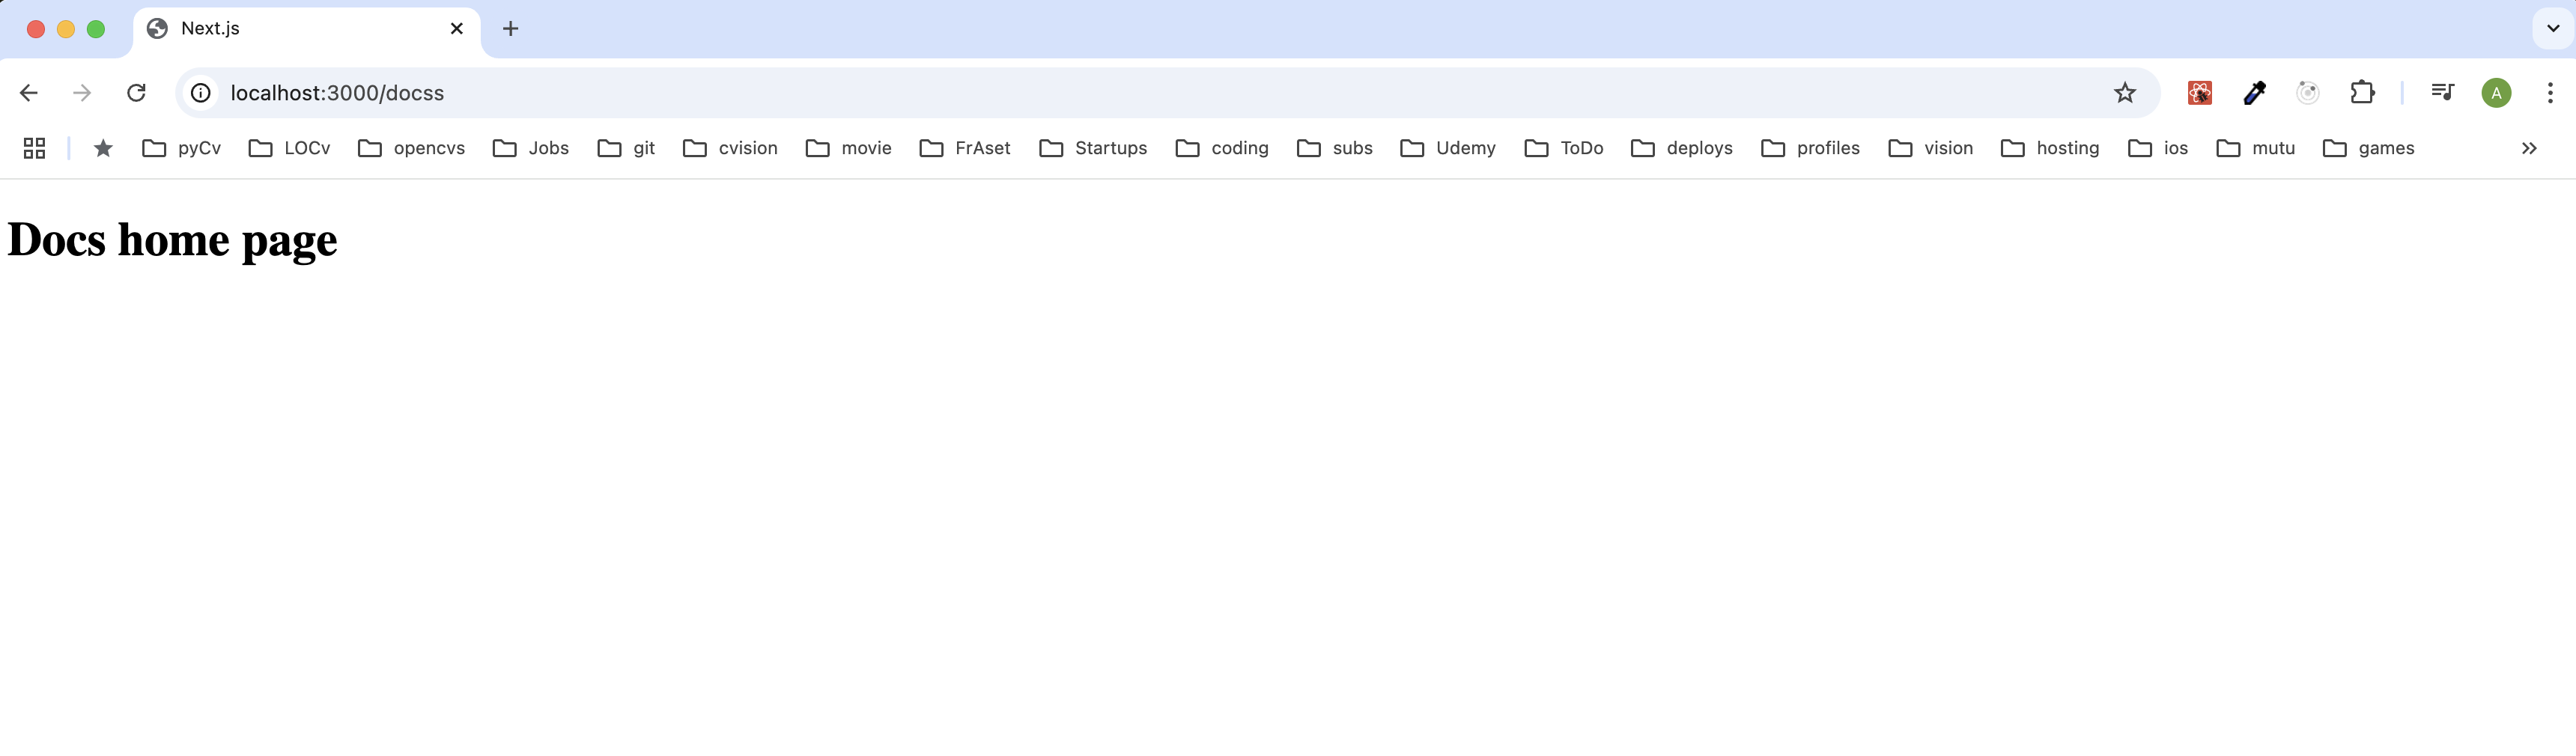 Next.js
localhost:3000/docss
A
pyCv LOCv opencvs Jobs git cvision movie FrAset Startups coding subs Udemy ToDo deploys profiles vision hosting ios mutu games
Docs home page